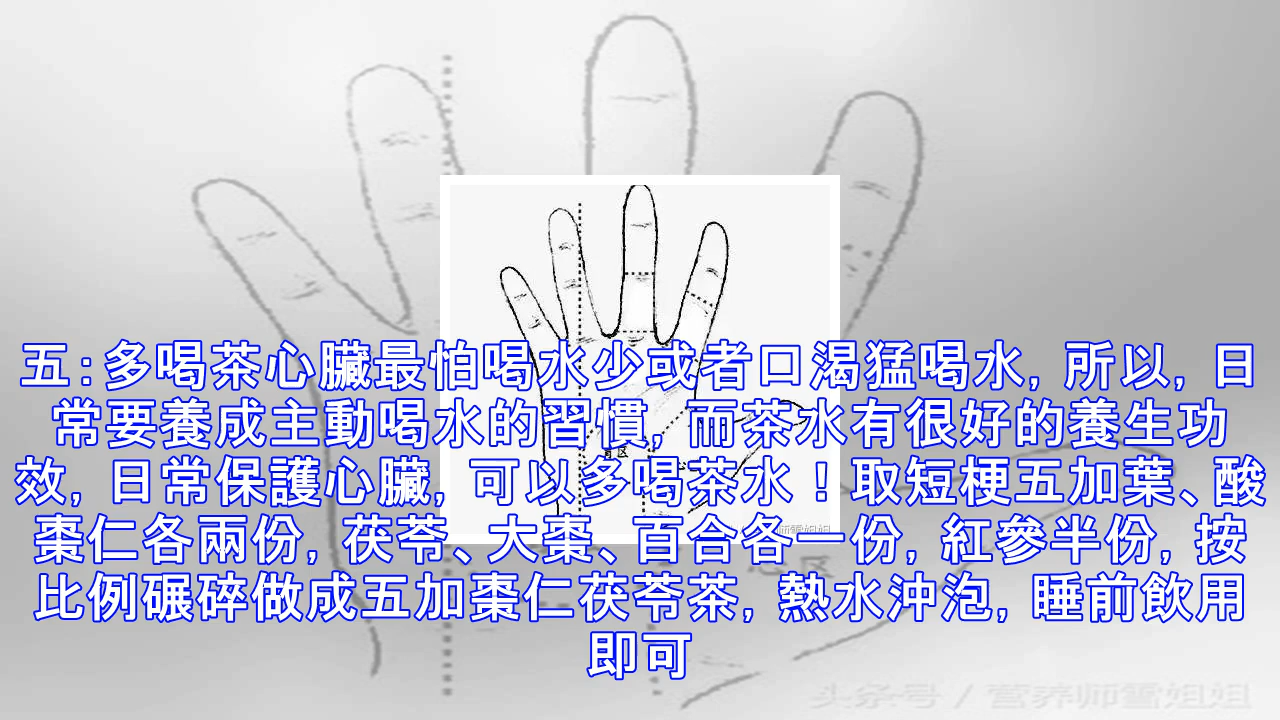 五:多喝茶心臟最怕喝水少或者口渴猛喝水, 所以, 日
常要養成主動喝水的習慣, 而茶水有很好的養生功
效, 日常保護心臟, 可以多喝茶水！取短梗五加葉、酸
棗仁各兩份, 茯苓、大棗、百合各一份, 紅參半份, 按
比例碾碎做成五加棗仁茯苓茶, 熱水沖泡, 睡前飲用
即可
心区
头条号 / 营养师雪姐姐